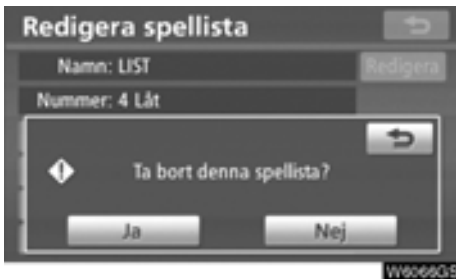 Redigera spellista
Namn: LIST
Redigera
Nummer: 4 Låt
Ta bort denna spellista?
Ja
Nej
W6066GS